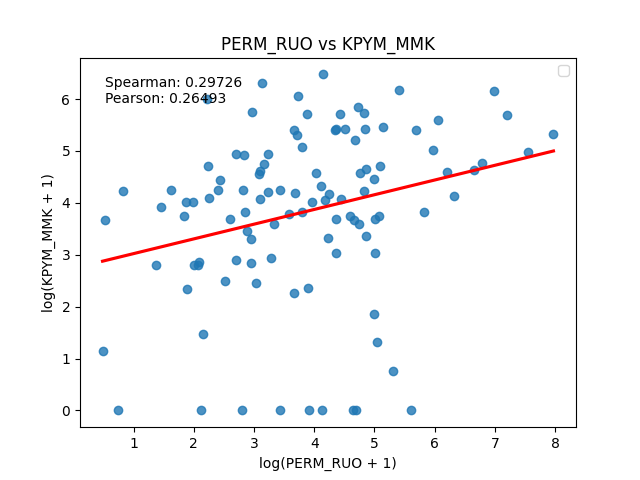 PERM_RUO vs KPYM_MMK
Spearman: 0.29726
Pearson: 0.26493
6
5
4
3
2
1
0
log(KPYM_MMK + 1)
1 2 3 4 5 6 7 8
log(PERM_RUO + 1)